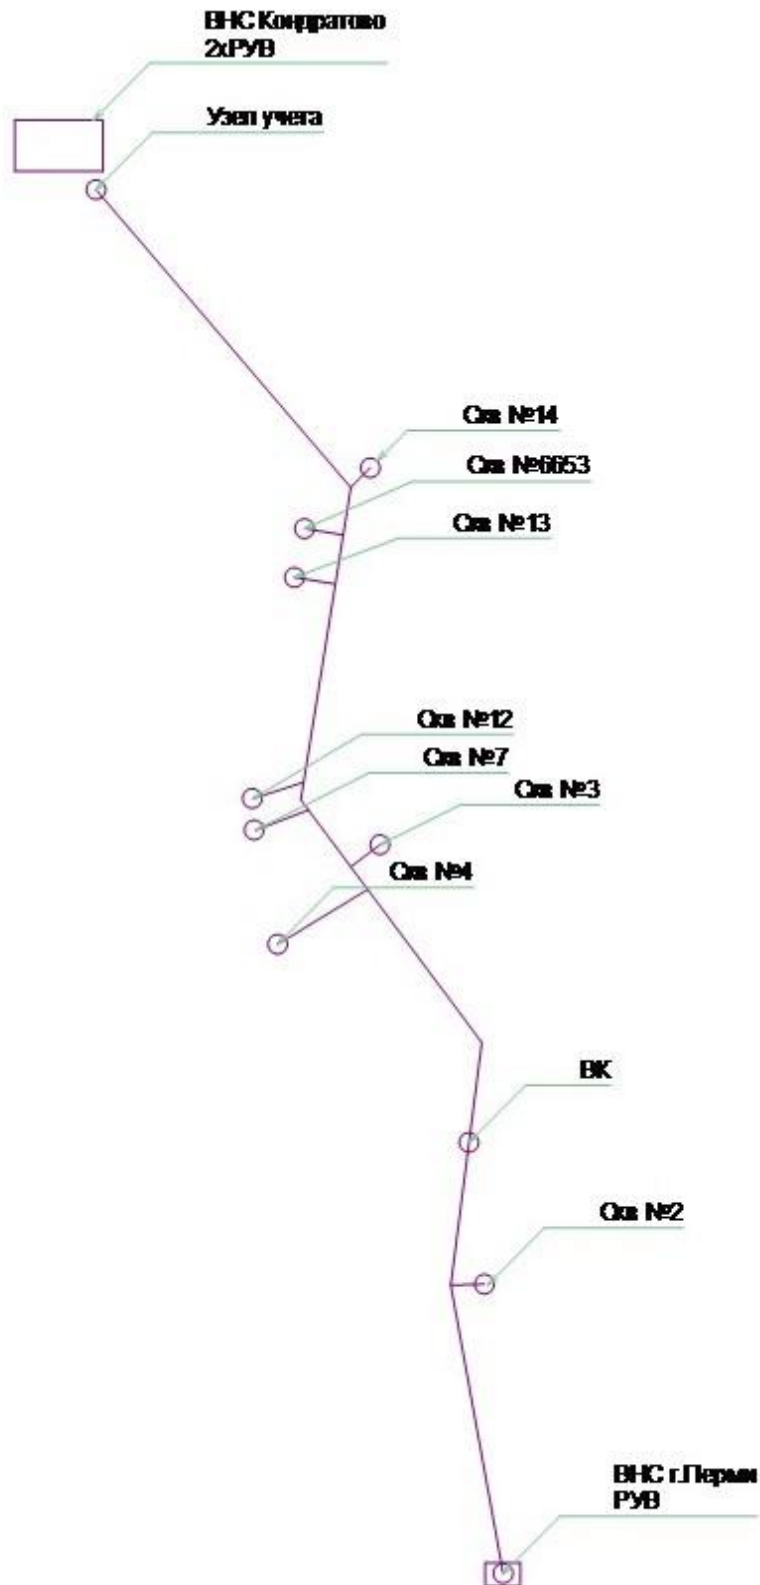 ВНС Кондратово
2хРУВ
Узел учета
Скв №14
Скв №6653
Скв №13
Скв №12
Скв №7
Скв №3
Скв №4
ВК
Скв №2
ВНС г.Перми
РУВ